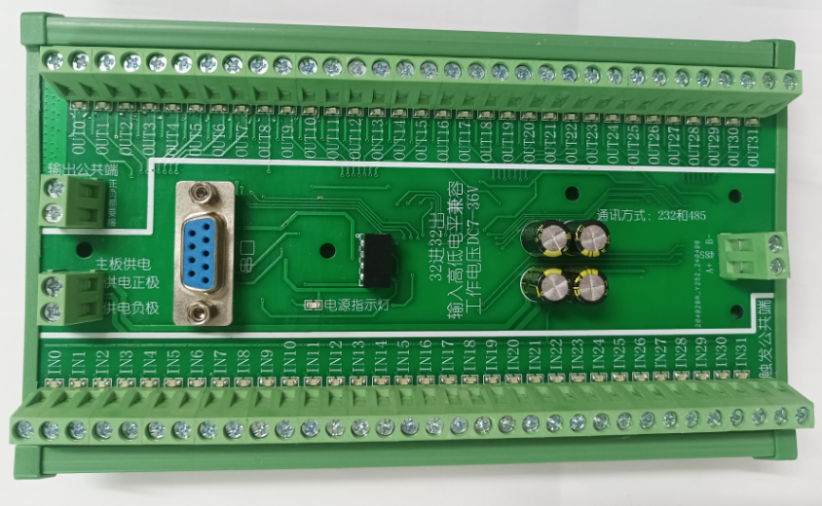 OUT0 OUT1 OUT2 OUT3 OUT4 OUT5 OUT6 OUT7 OUT8 OUT9 OUT10 OUT11 OUT12 OUT13 OUT14 OUT15 OUT16 OUT17 OUT18 OUT19 OUT20 OUT21 OUT22 OUT23 OUT24 OUT25 OUT26 OUT27 OUT28 OUT29 OUT30 OUT31
输出公共端
主板供电
供电正极
供电负极
电源指示灯
32进32出
输入高低电平兼容
工作电压DC7-36V
通讯方式: 232和485
B-
485
A+
触发公共端
IN0 IN1 IN2 IN3 IN4 IN5 IN6 IN7 IN8 IN9 IN10 IN11 IN12 IN13 IN14 IN15 IN16 IN17 IN18 IN19 IN20 IN21 IN22 IN23 IN24 IN25 IN26 IN27 IN28 IN29 IN30 IN31